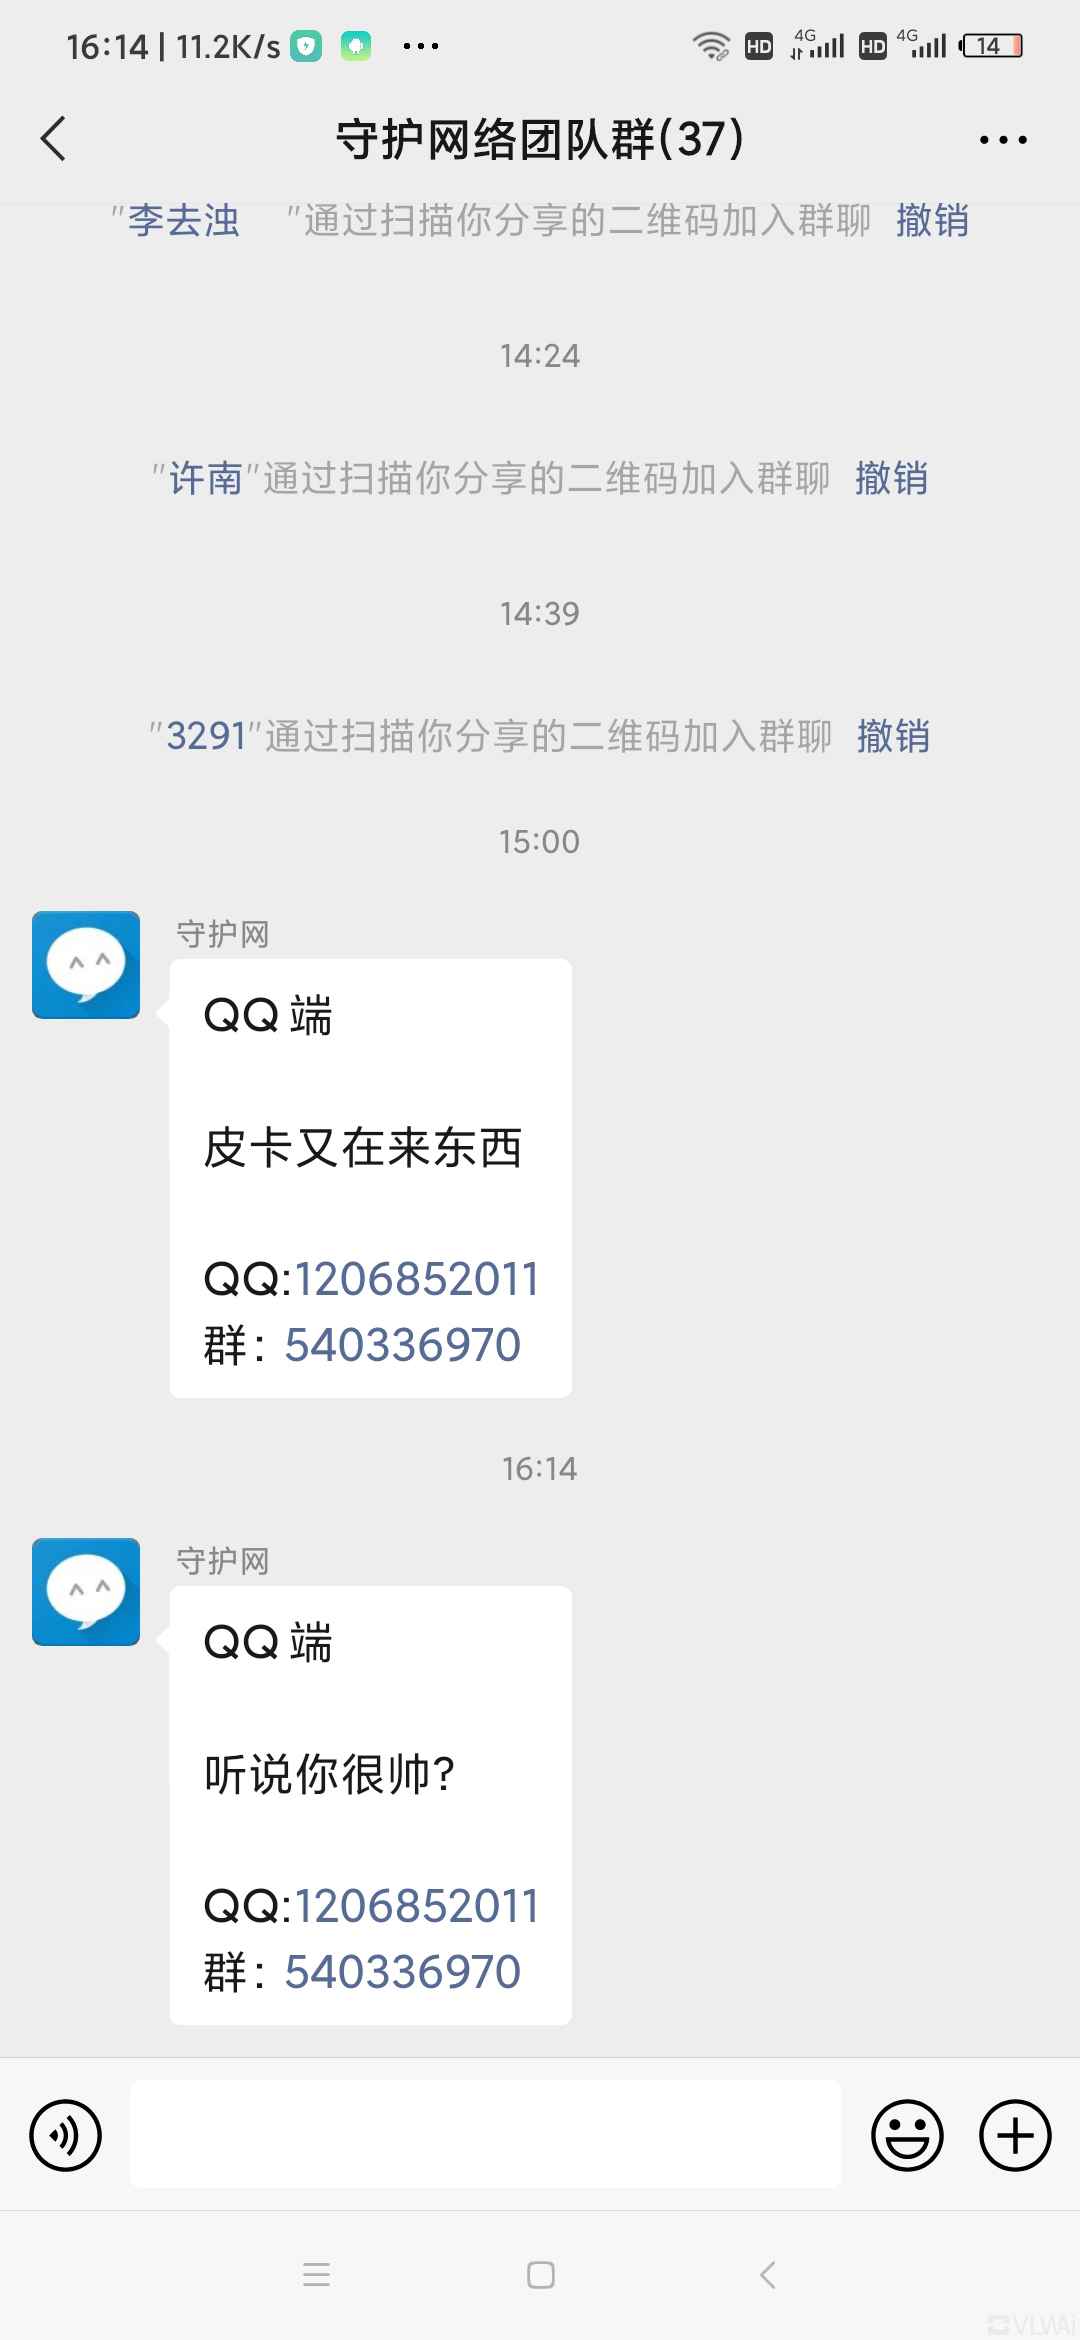 16:14 | 11.2K/s HD 4G HD 4G 14
守护网络团队群(37)
"李去浊 "通过扫描你分享的二维码加入群聊 撤销
14:24
"许南"通过扫描你分享的二维码加入群聊 撤销
14:39
"3291"通过扫描你分享的二维码加入群聊 撤销
15:00
守护网
QQ 端
皮卡又在来东西
QQ:1206852011
群：540336970
16:14
守护网
QQ 端
听说你很帅?
QQ:1206852011
群：540336970
VLWAi